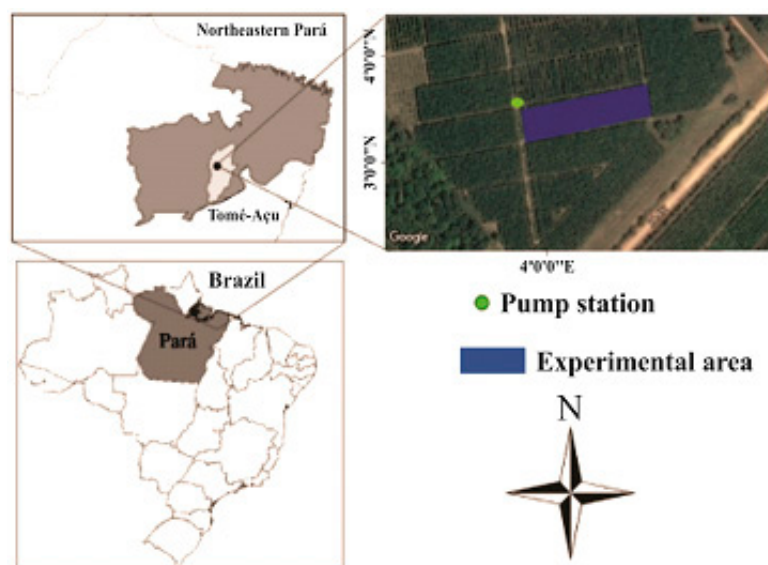 Northeastern Pará
Tomé-Açu
4°0'0"N
3°0'0"N
Google
4°0'0"E
Brazil
Pará
Pump station
Experimental area
N